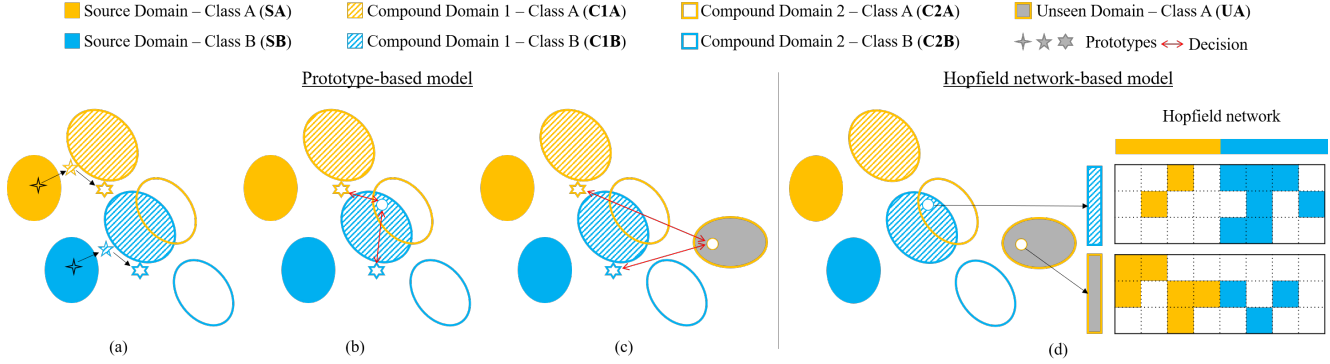 Source Domain – Class A (SA)
Compound Domain 1 – Class A (C1A)
Compound Domain 2 – Class A (C2A)
Unseen Domain – Class A (UA)
Source Domain – Class B (SB)
Compound Domain 1 – Class B (C1B)
Compound Domain 2 – Class B (C2B)
Prototypes
Decision
Prototype-based model
Hopfield network-based model
Hopfield network
(a)
(b)
(c)
(d)